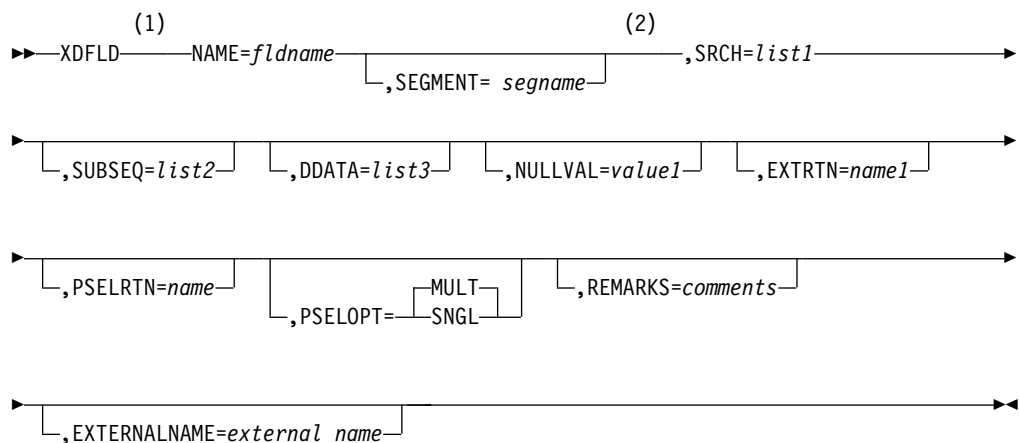 (1) (2)
XDFLD NAME=fldname ,SRCH=list1
,SEGMENT= segname
,SUBSEQ=list2 ,DDATA=list3 ,NULLVAL=value1 ,EXTRTN=name1
,PSELRTN=name ,PSELOPT= MULT SNGL ,REMARKS=comments
,EXTERNALNAME=external name